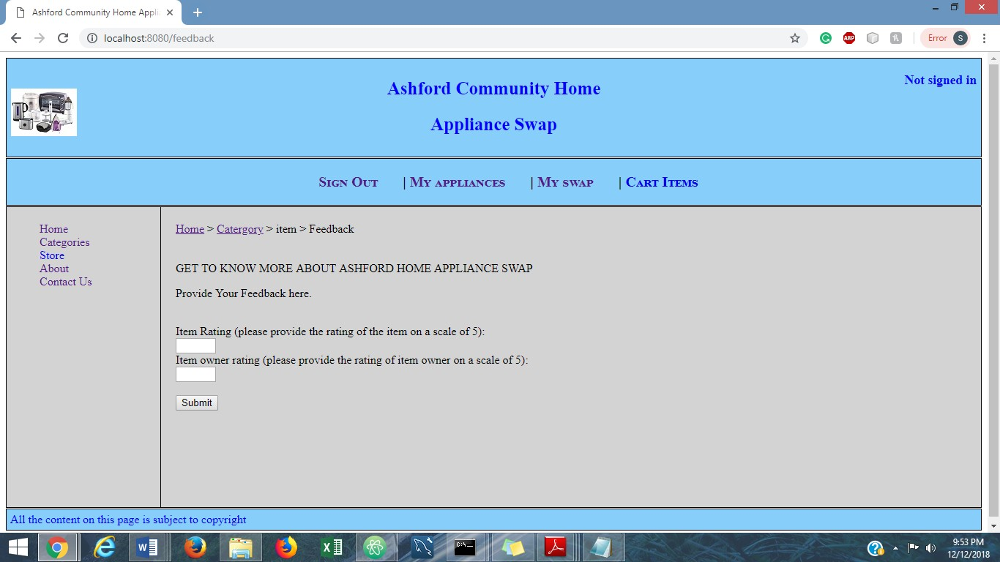 Ashford Community Home Appli
localhost:8080/feedback
ABP
Error S
Ashford Community Home
Appliance Swap
Not signed in
Sign Out | My appliances | My swap | Cart Items
Home
Categories
Store
About
Contact Us
Home > Catergory > item > Feedback
GET TO KNOW MORE ABOUT ASHFORD HOME APPLIANCE SWAP
Provide Your Feedback here.
Item Rating (please provide the rating of the item on a scale of 5):
Item owner rating (please provide the rating of item owner on a scale of 5):
Submit
All the content on this page is subject to copyright
9:53 PM
12/12/2018